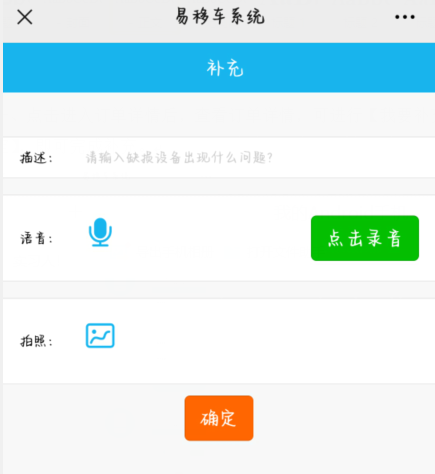 易移车系统
补充
描述： 请输入缺损设备出现什么问题？
语音： 点击录音
拍照：
确定